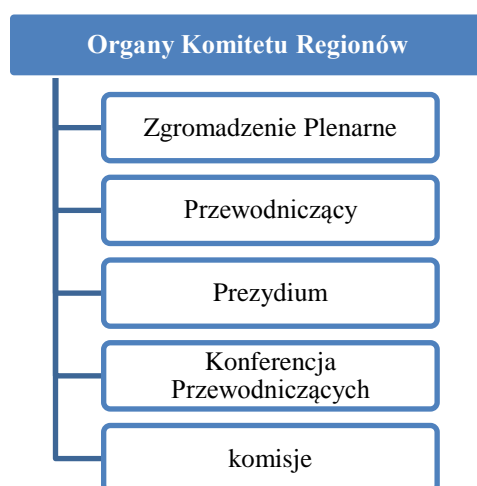 Organy Komitetu Regionów
Zgromadzenie Plenarne
Przewodniczący
Prezydium
Konferencja
Przewodniczących
komisje